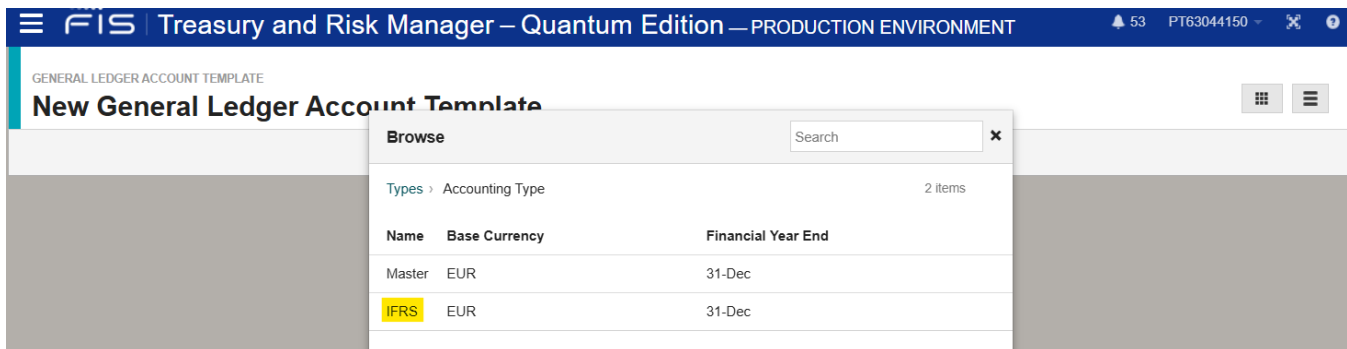 FIS Treasury and Risk Manager – Quantum Edition — PRODUCTION ENVIRONMENT 53 PT63044150
GENERAL LEDGER ACCOUNT TEMPLATE
New General Ledger Account Template
Browse Search
Types › Accounting Type 2 items
Name Base Currency Financial Year End
Master EUR 31-Dec
IFRS EUR 31-Dec